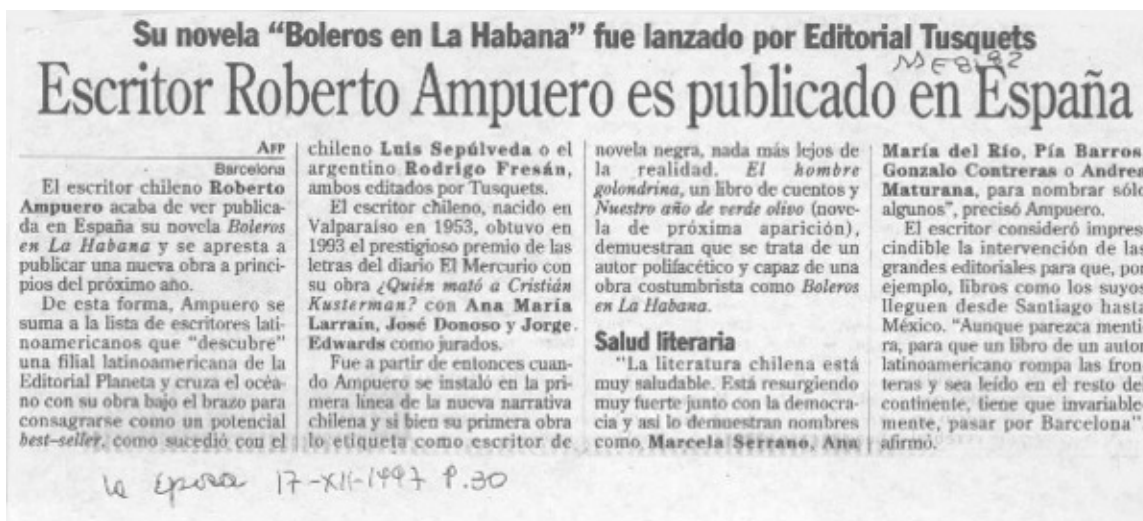 Su novela “Boleros en La Habana” fue lanzado por Editorial Tusquets
Escritor Roberto Ampuero es publicado en España
AFP
Barcelona
El escritor chileno Roberto
Ampuero acaba de ver publica-
da en España su novela Boleros
en La Habana y se apresta a
publicar una nueva obra a princi-
pios del próximo año.
De esta forma, Ampuero se
suma a la lista de escritores lati-
noamericanos que “descubre”
una filial latinoamericana de la
Editorial Planeta y cruza el océa-
no con su obra bajo el brazo para
consagrarse como un potencial
best-seller, como sucedió con el
chileno Luis Sepúlveda o el
argentino Rodrigo Fresán,
ambos editados por Tusquets.
El escritor chileno, nacido en
Valparaíso en 1953, obtuvo en
1993 el prestigioso premio de las
letras del diario El Mercurio con
su obra ¿Quién mató a Cristián
Kusterman? con Ana María
Larraín, José Donoso y Jorge
Edwards como jurados.
Fue a partir de entonces cuan-
do Ampuero se instaló en la pri-
mera línea de la nueva narrativa
chilena y si bien su primera obra
lo etiqueta como escritor de
novela negra, nada más lejos de
la realidad. El hombre
golondrina, un libro de cuentos y
Nuestro año de verde olivo (nove-
la de próxima aparición),
demuestran que se trata de un
autor polifacético y capaz de una
obra costumbrista como Boleros
en La Habana.
Salud literaria
“La literatura chilena está
muy saludable. Está resurgiendo
muy fuerte junto con la democra-
cia y así lo demuestran nombres
como Marcela Serrano, Ana
María del Río, Pía Barros,
Gonzalo Contreras o Andrea
Maturana, para nombrar sólo
algunos”, precisó Ampuero.
El escritor consideró impres
cindible la intervención de las
grandes editoriales para que, por
ejemplo, libros como los suyos
lleguen desde Santiago hasta
México. “Aunque parezca menti
ra, para que un libro de un autor
latinoamericano rompa las fron
teras y sea leído en el resto de
continente, tiene que invariable
mente, pasar por Barcelona”
afirmó.
la época 17-XII-1997 P.30